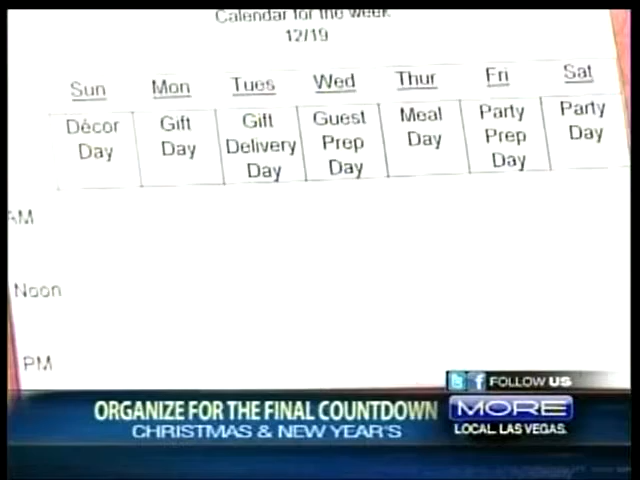 Calendar for the week
12/19
Sun Mon Tues Wed Thur Fri Sat
Décor Gift Gift Guest Meal Party Party
Day Day Delivery Prep Day Prep Day
Day Day Day
AM
Noon
PM
FOLLOW US
ORGANIZE FOR THE FINAL COUNTDOWN MORE
CHRISTMAS & NEW YEAR'S LOCAL. LAS VEGAS.